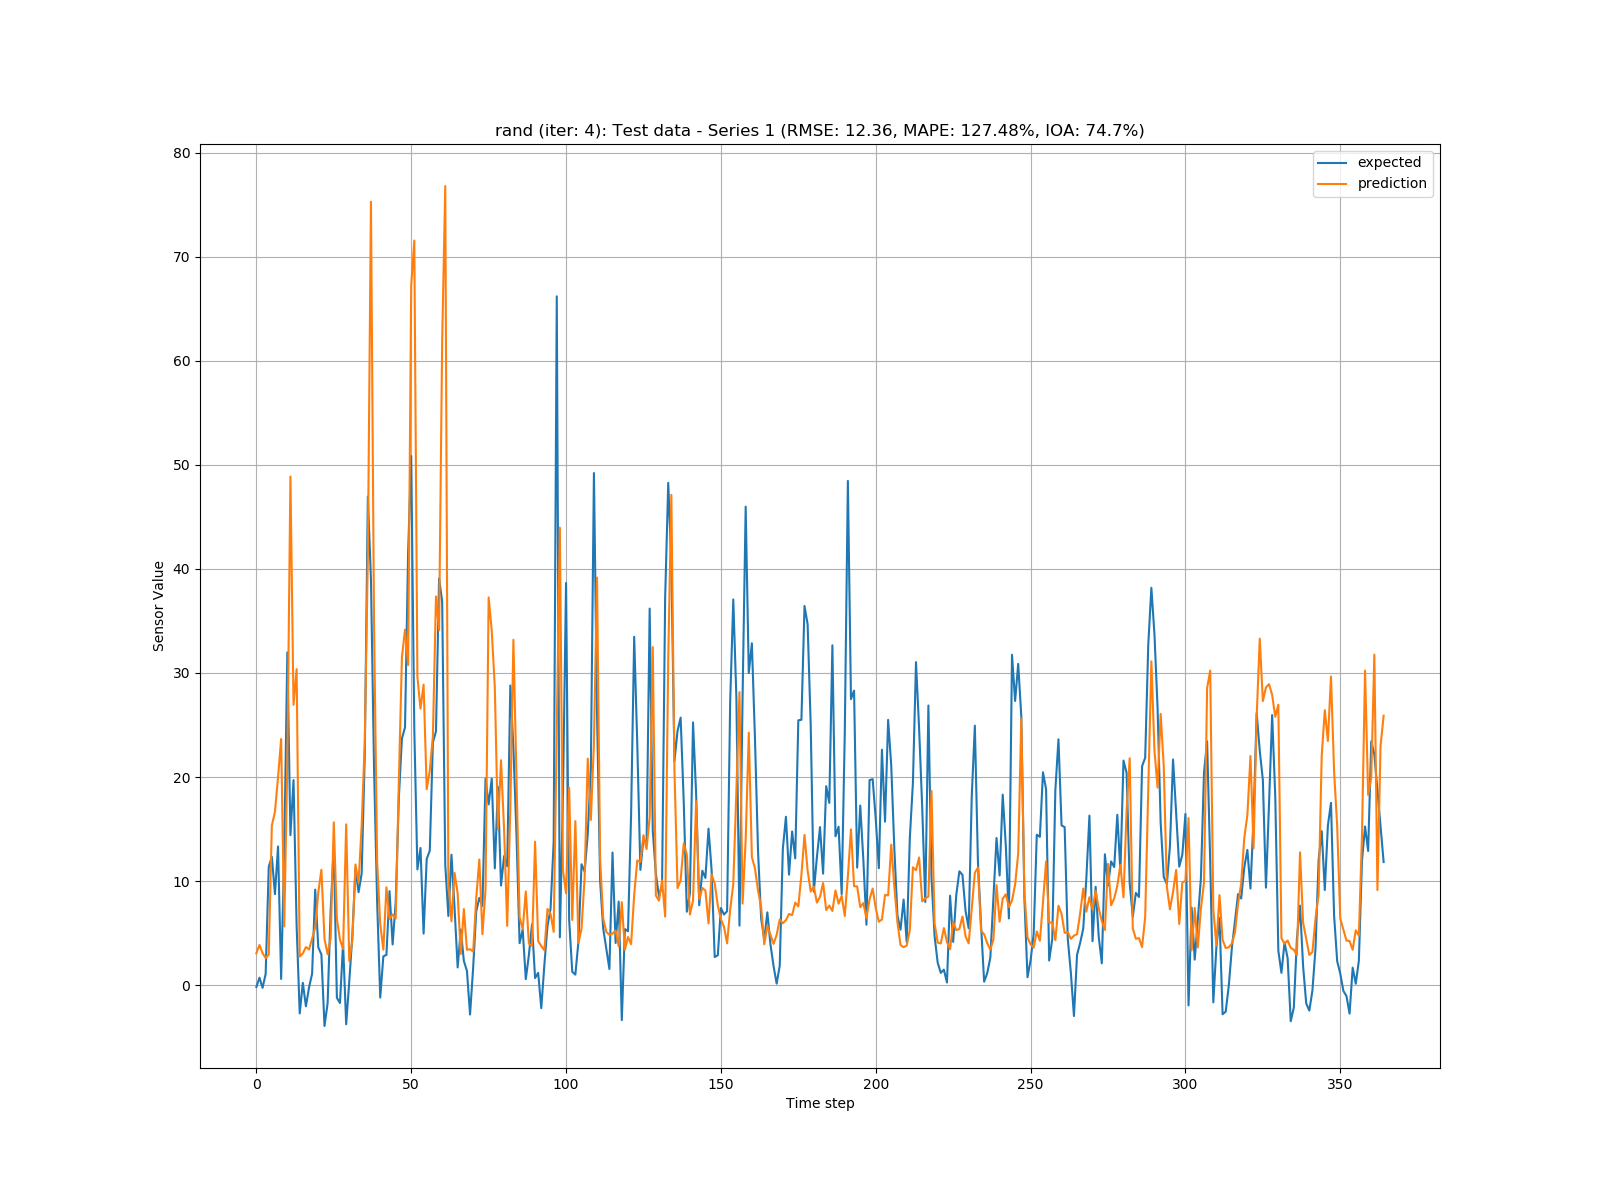 rand (iter: 4): Test data - Series 1 (RMSE: 12.36, MAPE: 127.48%, IOA: 74.7%)
expected
prediction
Sensor Value
80
70
60
50
40
30
20
10
0
0 50 100 150 200 250 300 350
Time step